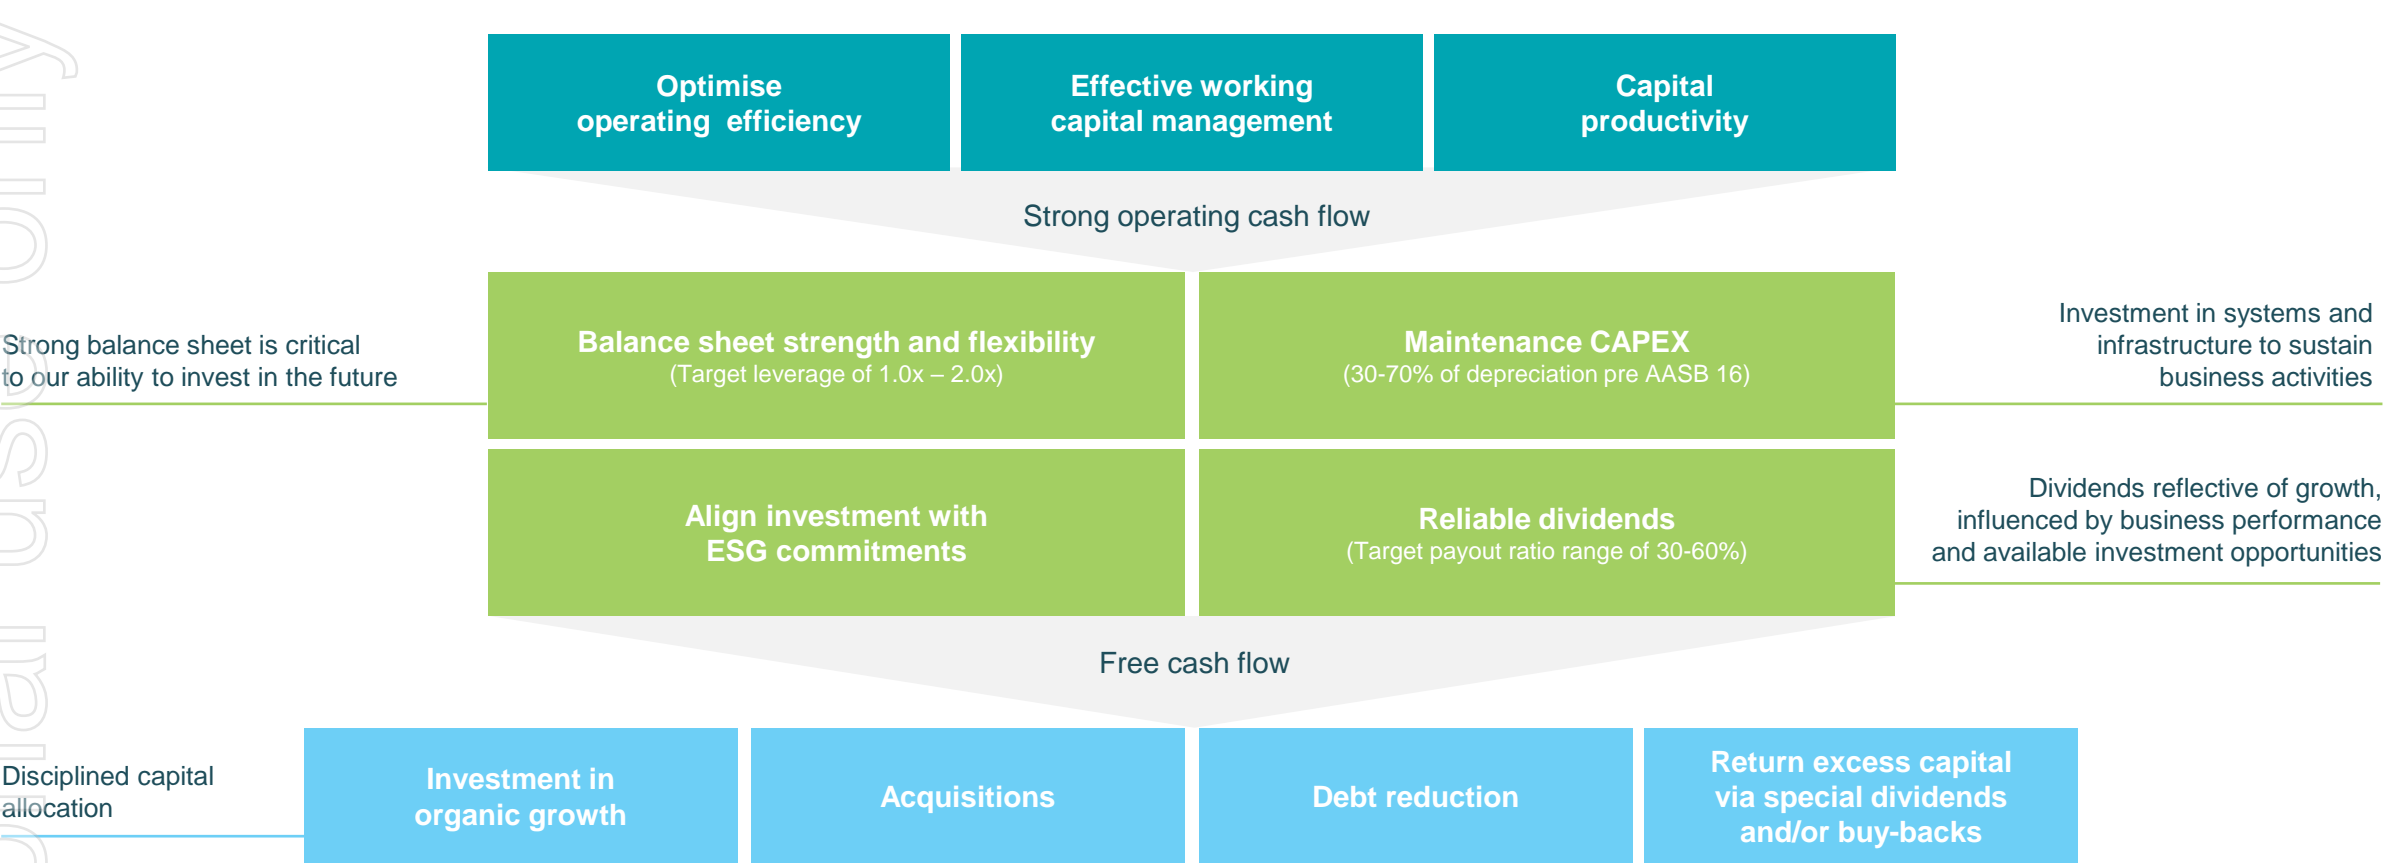 Optimise
operating efficiency
Effective working
capital management
Capital
productivity
Strong operating cash flow
Strong balance sheet is critical
to our ability to invest in the future
Balance sheet strength and flexibility
(Target leverage of 1.0x – 2.0x)
Maintenance CAPEX
(30-70% of depreciation pre AASB 16)
Investment in systems and
infrastructure to sustain
business activities
Align investment with
ESG commitments
Reliable dividends
(Target payout ratio range of 30-60%)
Dividends reflective of growth,
influenced by business performance
and available investment opportunities
Free cash flow
Disciplined capital
allocation
Investment in
organic growth
Acquisitions
Debt reduction
Return excess capital
via special dividends
and/or buy-backs
use only